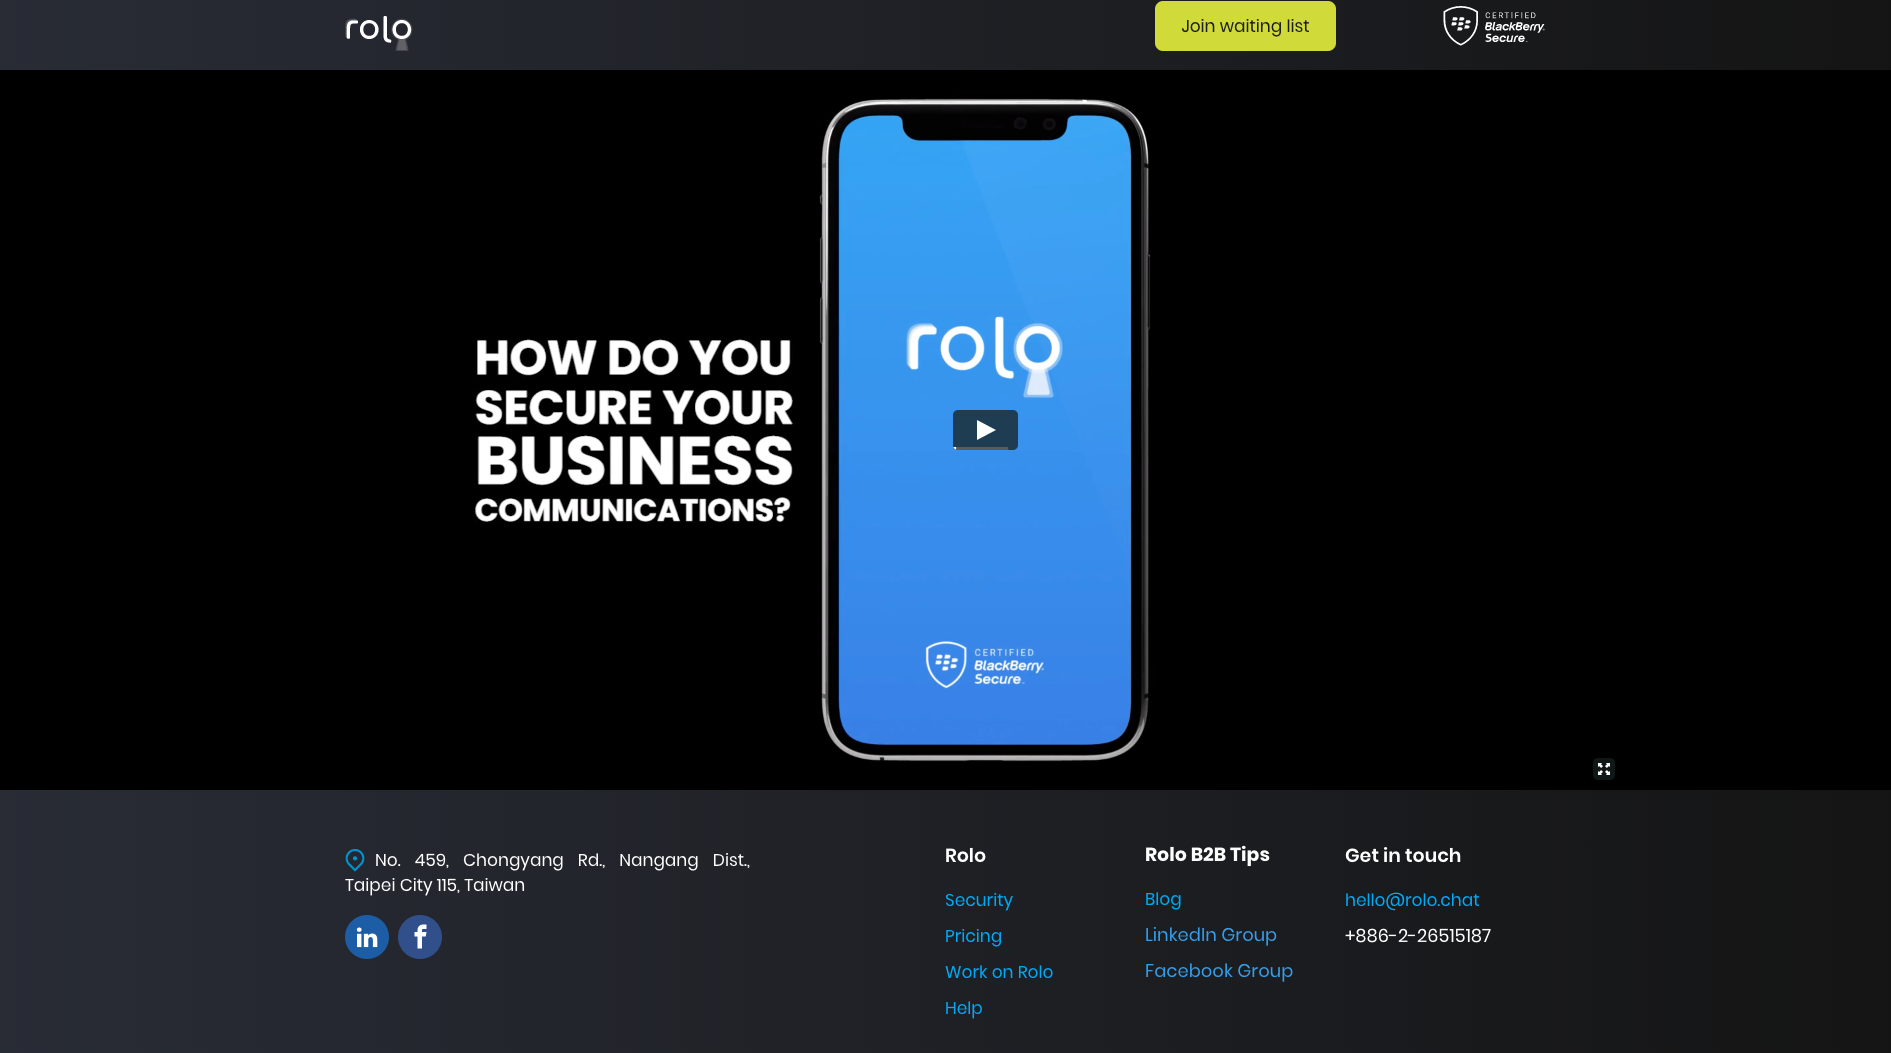 rolo
Join waiting list
CERTIFIED
BlackBerry
Secure
HOW DO YOU
SECURE YOUR
BUSINESS
COMMUNICATIONS?
rolo
CERTIFIED
BlackBerry
Secure
No. 459, Chongyang Rd., Nangang Dist.,
Taipei City 115, Taiwan
in f
Rolo
Security
Pricing
Work on Rolo
Help
Rolo B2B Tips
Blog
LinkedIn Group
Facebook Group
Get in touch
hello@rolo.chat
+886-2-26515187